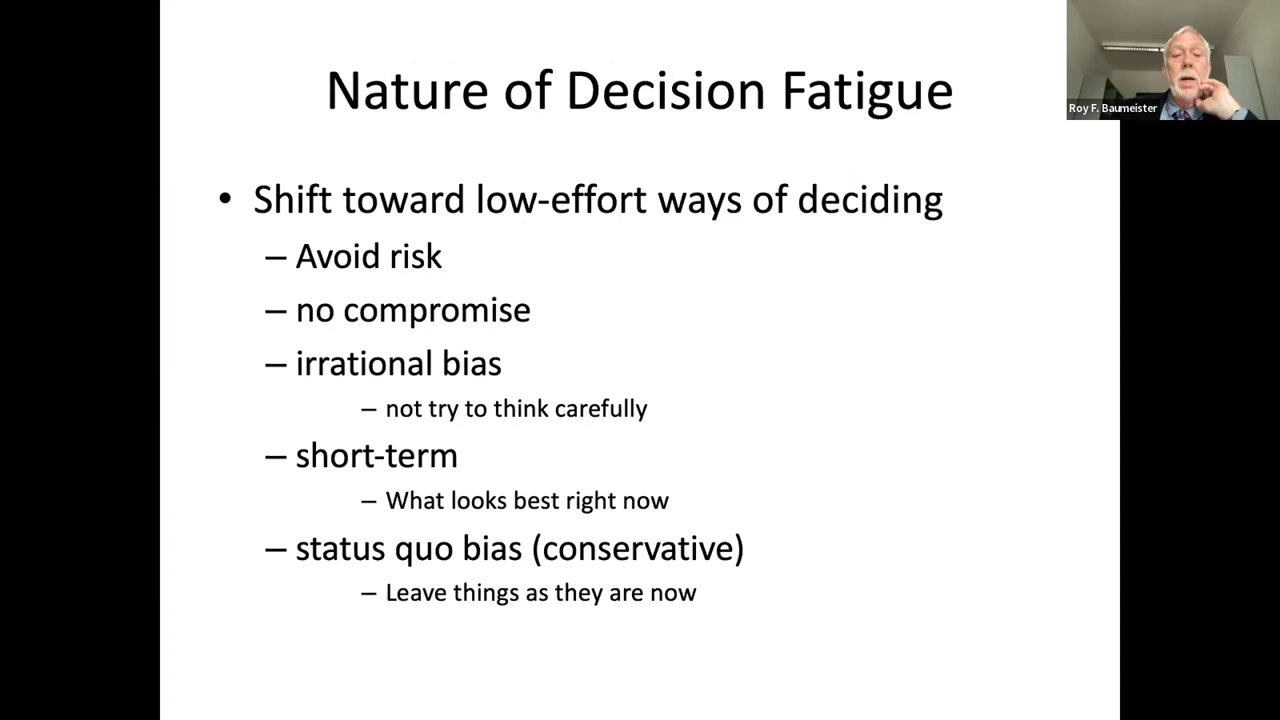 Nature of Decision Fatigue
Roy F. Baumeister
• Shift toward low-effort ways of deciding
– Avoid risk
– no compromise
– irrational bias
– not try to think carefully
– short-term
– What looks best right now
– status quo bias (conservative)
– Leave things as they are now